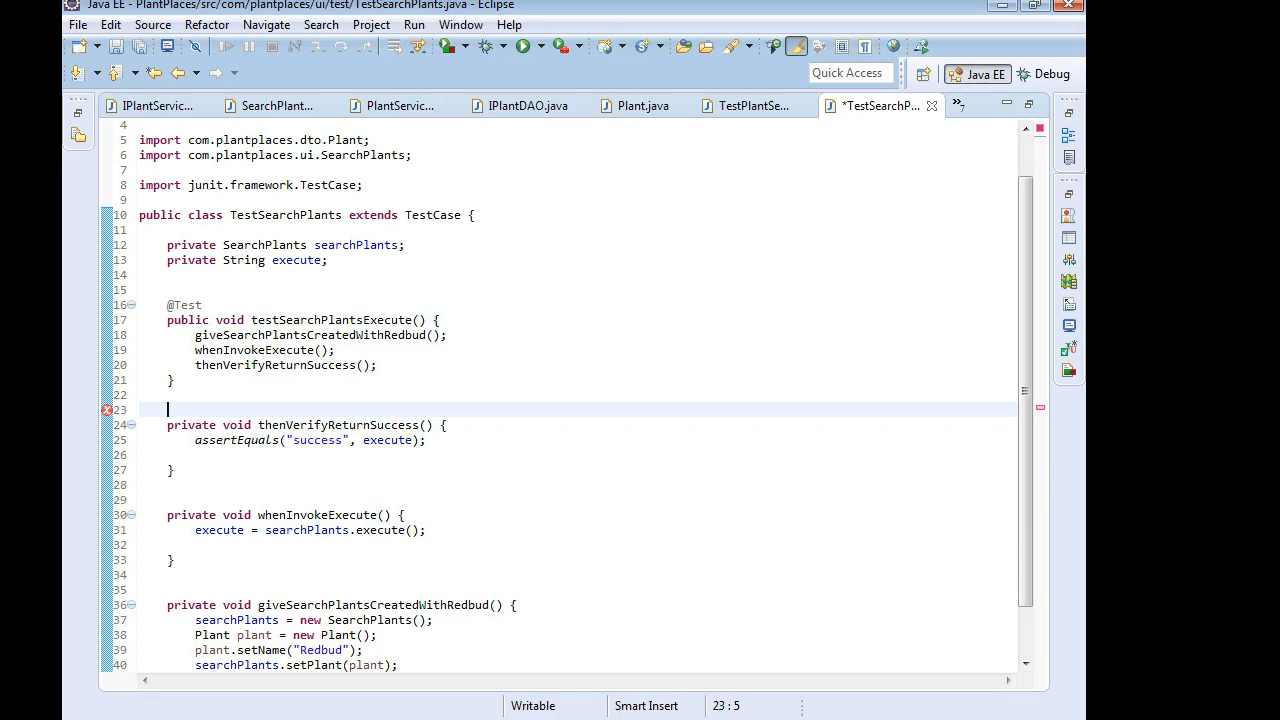 Java EE - PlantPlaces/src/com/plantplaces/ui/test/TestSearchPlants.java - Eclipse
File Edit Source Refactor Navigate Search Project Run Window Help
Quick Access Java EE Debug
IPlantServic... SearchPlant... PlantServic... IPlantDAO.java Plant.java TestPlantSe... *TestSearchP... »7
4
5 import com.plantplaces.dto.Plant;
6 import com.plantplaces.ui.SearchPlants;
7
8 import junit.framework.TestCase;
9
10 public class TestSearchPlants extends TestCase {
11
12 private SearchPlants searchPlants;
13 private String execute;
14
15
16 @Test
17 public void testSearchPlantsExecute() {
18 giveSearchPlantsCreatedWithRedbud();
19 whenInvokeExecute();
20 thenVerifyReturnSuccess();
21 }
22
23
24 private void thenVerifyReturnSuccess() {
25 assertEquals("success", execute);
26
27 }
28
29
30 private void whenInvokeExecute() {
31 execute = searchPlants.execute();
32
33 }
34
35
36 private void giveSearchPlantsCreatedWithRedbud() {
37 searchPlants = new SearchPlants();
38 Plant plant = new Plant();
39 plant.setName("Redbud");
40 searchPlants.setPlant(plant);
Writable Smart Insert 23 : 5